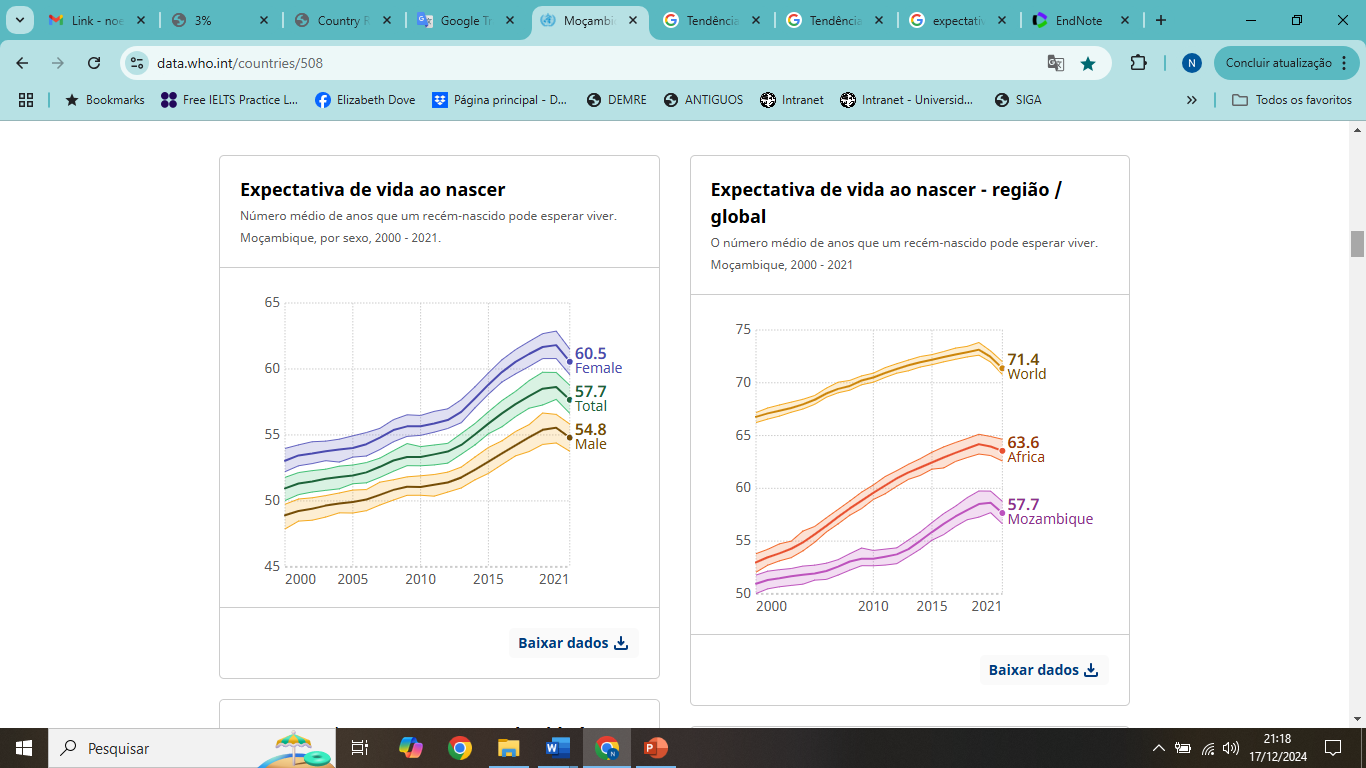 Link - noe
3%
Country R
Google Tr
Moçambi
Tendência
Tendência
expectativ
EndNote
data.who.int/countries/508
N
Concluir atualização
Bookmarks
Free IELTS Practice L...
Elizabeth Dove
Página principal - D...
DEMRE
ANTIGUOS
Intranet
Intranet - Universid...
SIGA
Todos os favoritos
Expectativa de vida ao nascer
Número médio de anos que um recém-nascido pode esperar viver.
Moçambique, por sexo, 2000 - 2021.
65
60
55
50
45
2000
2005
2010
2015
2021
60.5
Female
57.7
Total
54.8
Male
Baixar dados
Expectativa de vida ao nascer - região /
global
O número médio de anos que um recém-nascido pode esperar viver.
Moçambique, 2000 - 2021
75
70
65
60
55
50
2000
2010
2015
2021
71.4
World
63.6
Africa
57.7
Mozambique
Baixar dados
Pesquisar
21:18
17/12/2024